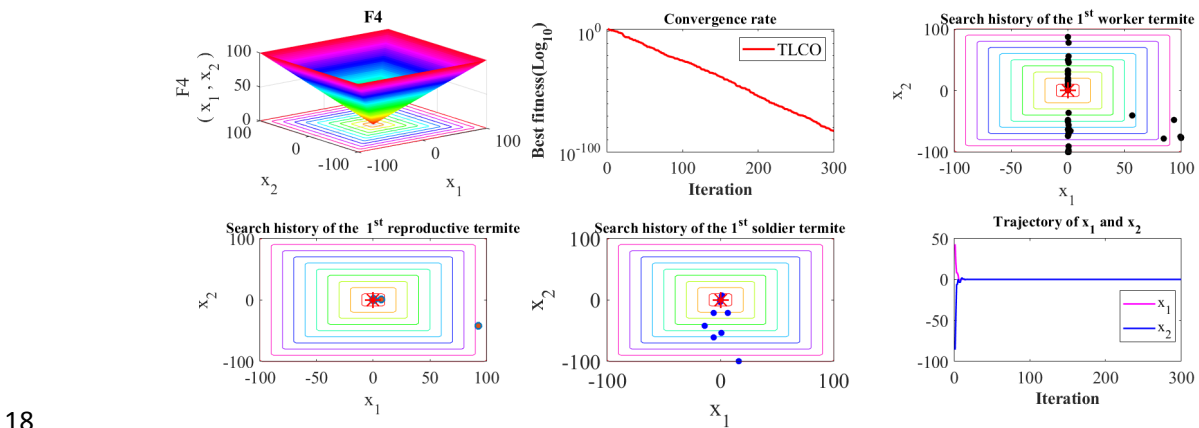 F4
100
50
0
F4
( x1 , x2 )
100
0
-100
x2
-100
0
100
x1
Convergence rate
10^0
10^-100
Best fitness(Log10)
TLCO
0
100
200
300
Iteration
Search history of the 1st worker termite
100
0
-100
x2
-100
-50
0
50
100
x1
Search history of the 1st reproductive termite
100
0
-100
x2
-100
-50
0
50
100
x1
Search history of the 1st soldier termite
100
0
-100
x2
-100
0
100
x1
Trajectory of x1 and x2
50
0
-50
-100
x1
x2
0
100
200
300
Iteration
18